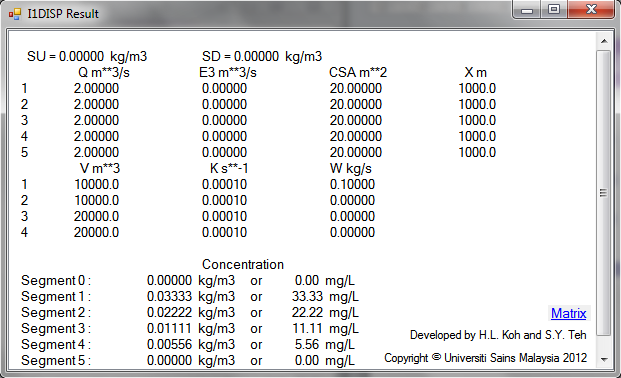 I1DISP Result
SU = 0.00000 kg/m3 SD = 0.00000 kg/m3
Q m**3/s E3 m**3/s CSA m**2 X m
1 2.00000 0.00000 20.00000 1000.0
2 2.00000 0.00000 20.00000 1000.0
3 2.00000 0.00000 20.00000 1000.0
4 2.00000 0.00000 20.00000 1000.0
5 2.00000 0.00000 20.00000 1000.0
V m**3 K s**-1 W kg/s
1 10000.0 0.00010 0.10000
2 10000.0 0.00010 0.00000
3 20000.0 0.00010 0.00000
4 20000.0 0.00010 0.00000
Concentration
Segment 0 : 0.00000 kg/m3 or 0.00 mg/L
Segment 1 : 0.03333 kg/m3 or 33.33 mg/L
Segment 2 : 0.02222 kg/m3 or 22.22 mg/L
Segment 3 : 0.01111 kg/m3 or 11.11 mg/L
Segment 4 : 0.00556 kg/m3 or 5.56 mg/L
Segment 5 : 0.00000 kg/m3 or 0.00 mg/L
Matrix
Developed by H.L. Koh and S.Y. Teh
Copyright © Universiti Sains Malaysia 2012